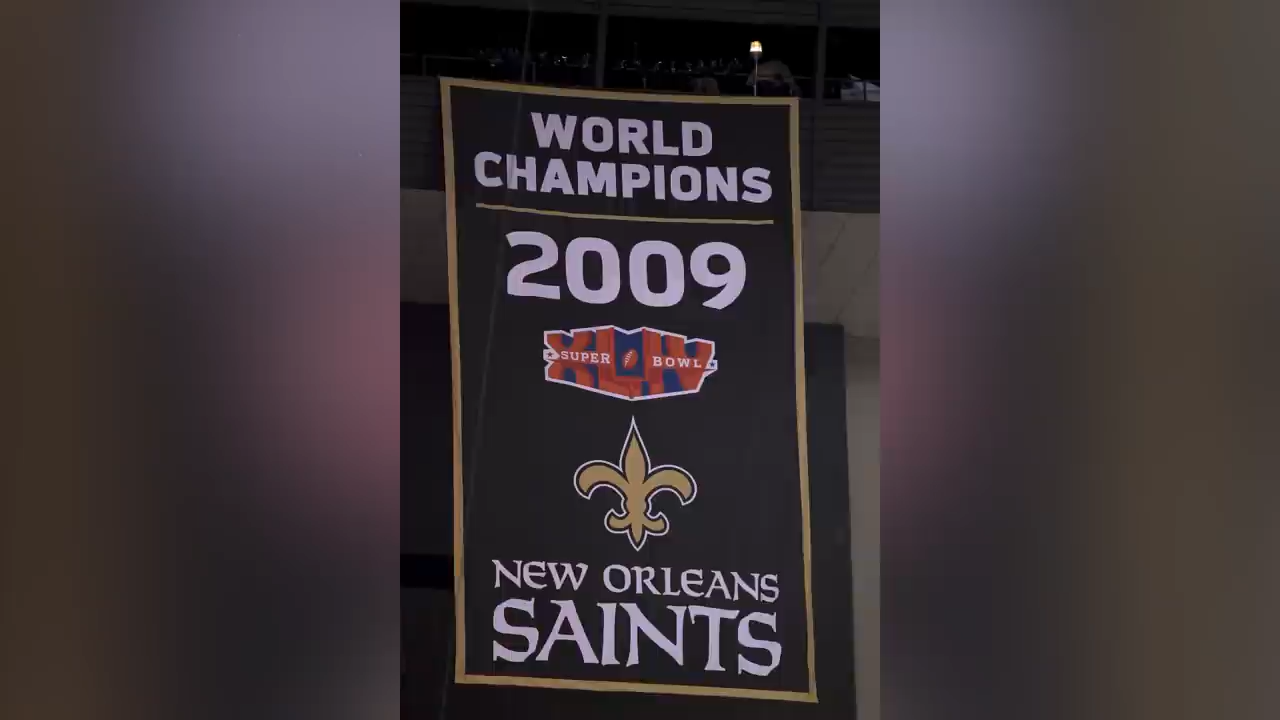 WORLD
CHAMPIONS
2009
XLIV
SUPER BOWL
NEW ORLEANS
SAINTS